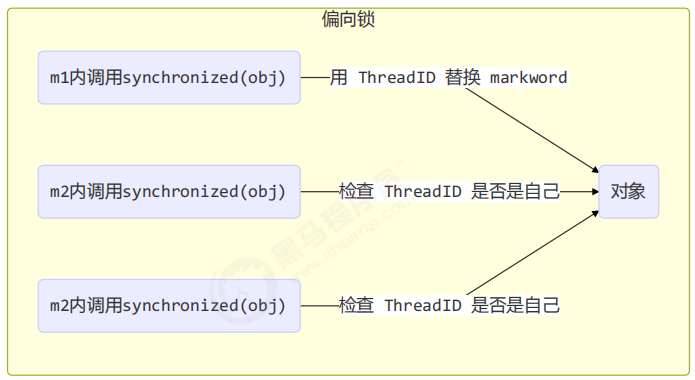 偏向锁
m1内调用synchronized(obj)
用 ThreadID 替换 markword
m2内调用synchronized(obj)
检查 ThreadID 是否是自己
对象
m2内调用synchronized(obj)
检查 ThreadID 是否是自己
黑马程序员
www.itheima.com